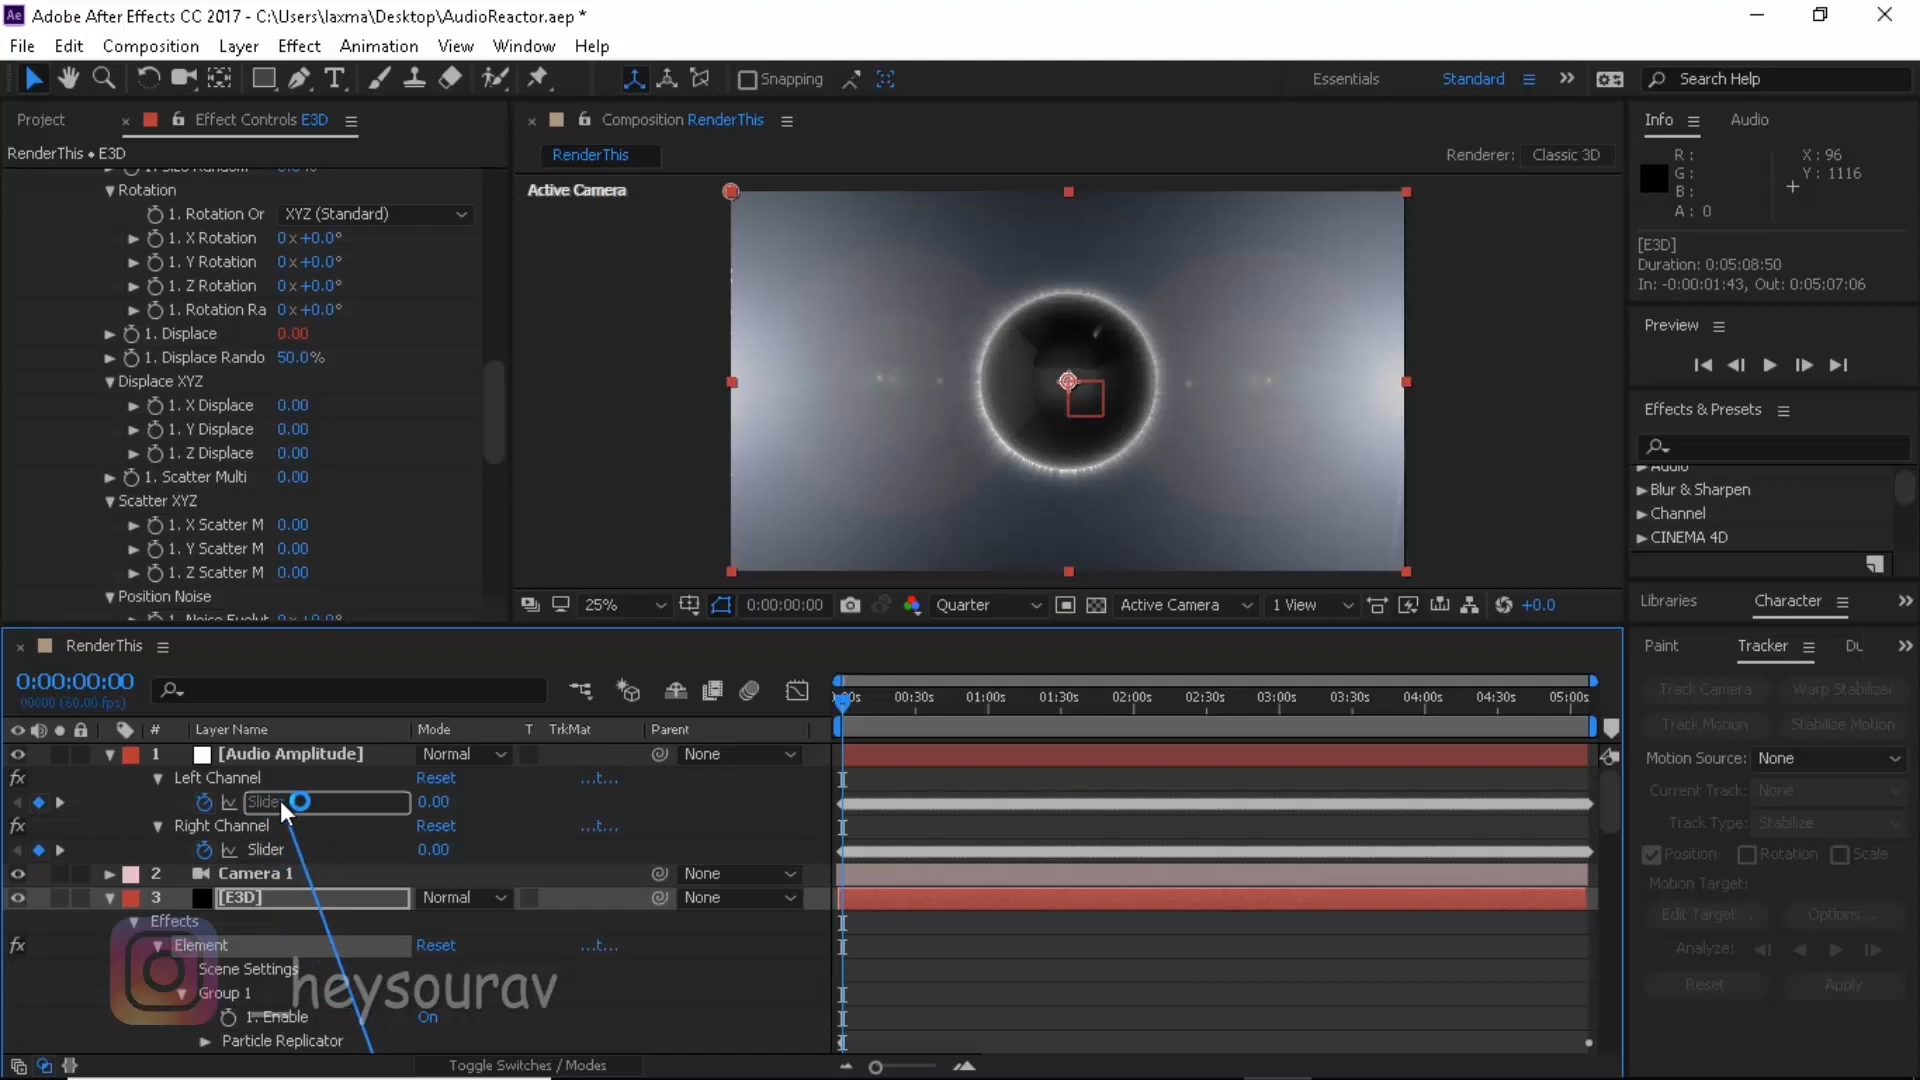 Ae Adobe After Effects CC 2017 - C:\Users\laxma\Desktop\AudioReactor.aep *
File Edit Composition Layer Effect Animation View Window Help
Snapping Essentials Standard Search Help
Project Effect Controls E3D
RenderThis • E3D
Rotation
1. Rotation Or XYZ (Standard)
1. X Rotation 0x+0.0°
1. Y Rotation 0x+0.0°
1. Z Rotation 0x+0.0°
1. Rotation Ra 0x+0.0°
1. Displace 0.00
1. Displace Rando 50.0%
Displace XYZ
1. X Displace 0.00
1. Y Displace 0.00
1. Z Displace 0.00
1. Scatter Multi 0.00
Scatter XYZ
1. X Scatter M 0.00
1. Y Scatter M 0.00
1. Z Scatter M 0.00
Position Noise
Composition RenderThis
RenderThis
Renderer: Classic 3D
Active Camera
25% 0:00:00:00 Quarter Active Camera 1 View +0.0
Info Audio
R: X: 96
G: Y: 1116
B:
A: 0
[E3D]
Duration: 0:05:08:50
In: -0:00:01:43, Out: 0:05:07:06
Preview
Effects & Presets
Audio
Blur & Sharpen
Channel
CINEMA 4D
Libraries Character
Paint Tracker Du
Track Camera Warp Stabilizer
Track Motion Stabilize Motion
Motion Source: None
Current Track: None
Track Type: Stabilize
Position Rotation Scale
Motion Target:
Edit Target... Options...
Analyze:
Reset Apply
RenderThis
0:00:00:00
00000 (60.00 fps)
00s 00:30s 01:00s 01:30s 02:00s 02:30s 03:00s 03:30s 04:00s 04:30s 05:00s
# Layer Name Mode T TrkMat Parent
1 [Audio Amplitude] Normal None
fx Left Channel Reset ...t...
Slider 0.00
fx Right Channel Reset ...t...
Slider 0.00
2 Camera 1 None
3 [E3D] Normal None
Effects
fx Element Reset ...t...
Scene Settings
Group 1
heysourav
1. Enable On
Particle Replicator
Toggle Switches / Modes